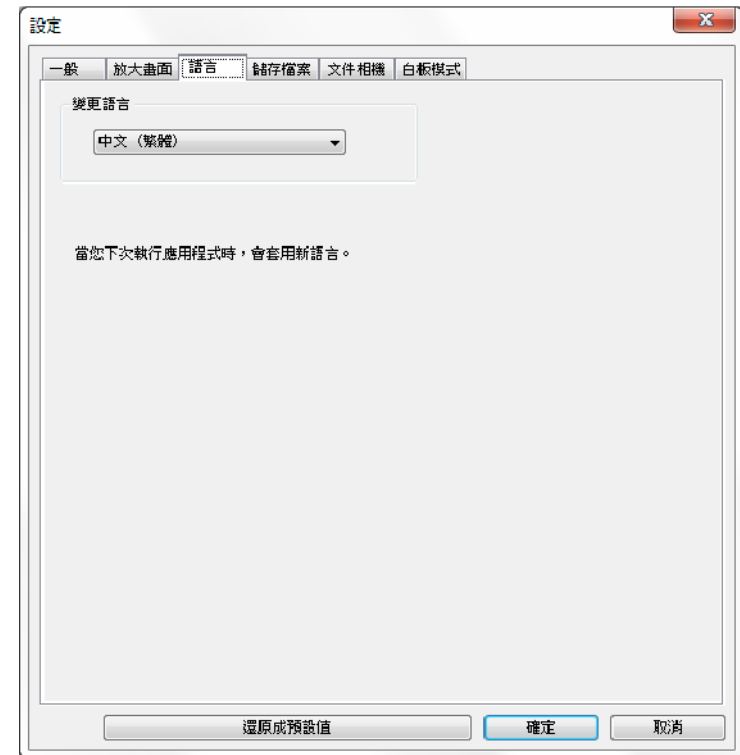 設定
一般 放大畫面 語言 儲存檔案 文件相機 白板模式
變更語言
中文 (繁體)
當您下次執行應用程式時，會套用新語言。
還原成預設值 確定 取消